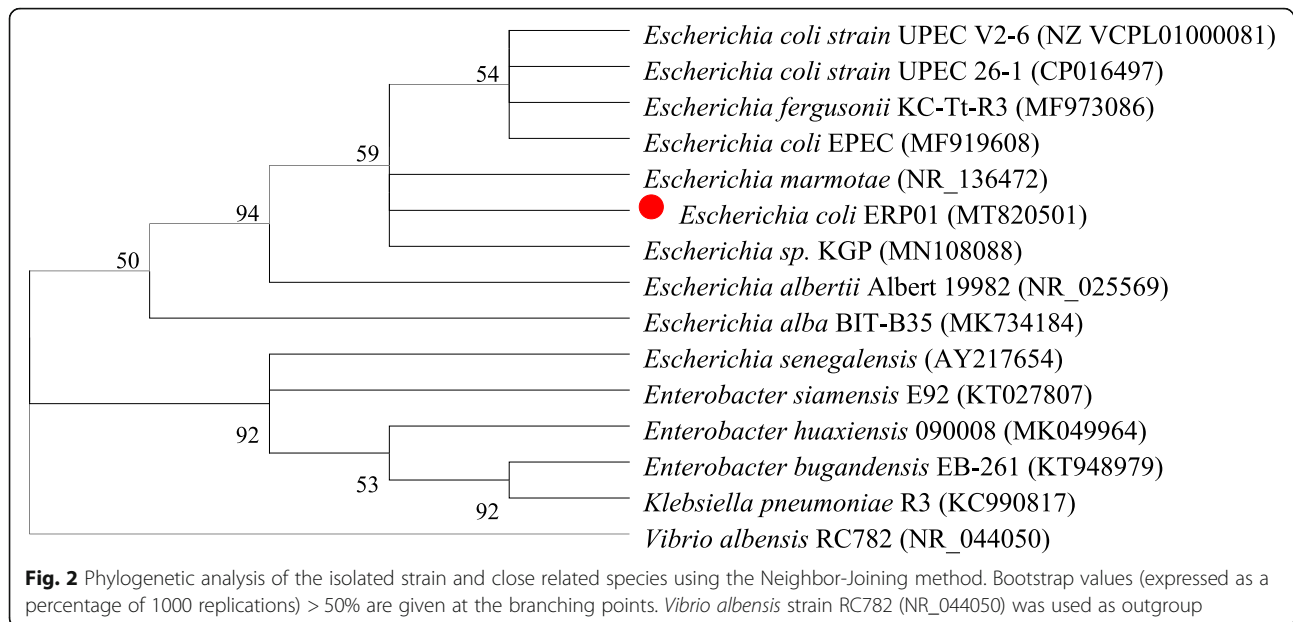 Escherichia coli strain UPEC V2-6 (NZ VCPL01000081)
54
Escherichia coli strain UPEC 26-1 (CP016497)
Escherichia fergusonii KC-Tt-R3 (MF973086)
Escherichia coli EPEC (MF919608)
59
Escherichia marmotae (NR_136472)
94
Escherichia coli ERP01 (MT820501)
Escherichia sp. KGP (MN108088)
50
Escherichia albertii Albert 19982 (NR_025569)
Escherichia alba BIT-B35 (MK734184)
Escherichia senegalensis (AY217654)
Enterobacter siamensis E92 (KT027807)
92
Enterobacter huaxiensis 090008 (MK049964)
Enterobacter bugandensis EB-261 (KT948979)
53
Klebsiella pneumoniae R3 (KC990817)
92
Vibrio albensis RC782 (NR_044050)
Fig. 2 Phylogenetic analysis of the isolated strain and close related species using the Neighbor-Joining method. Bootstrap values (expressed as a
percentage of 1000 replications) > 50% are given at the branching points. Vibrio albensis strain RC782 (NR_044050) was used as outgroup